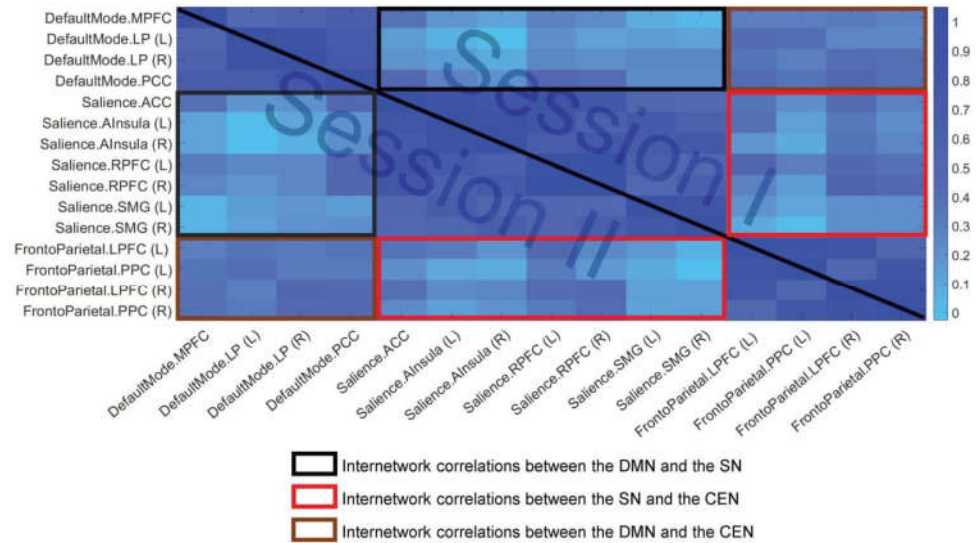 DefaultMode.MPFC
DefaultMode.LP (L)
DefaultMode.LP (R)
DefaultMode.PCC
Salience.ACC
Salience.AInsula (L)
Salience.AInsula (R)
Salience.RPFC (L)
Salience.RPFC (R)
Salience.SMG (L)
Salience.SMG (R)
FrontoParietal.LPFC (L)
FrontoParietal.PPC (L)
FrontoParietal.LPFC (R)
FrontoParietal.PPC (R)
Session I
Session II
1
0.9
0.8
0.7
0.6
0.5
0.4
0.3
0.2
0.1
0
DefaultMode.MPFC
DefaultMode.LP (L)
DefaultMode.LP (R)
DefaultMode.PCC
Salience.ACC
Salience.AInsula (L)
Salience.AInsula (R)
Salience.RPFC (L)
Salience.RPFC (R)
Salience.SMG (L)
Salience.SMG (R)
FrontoParietal.LPFC (L)
FrontoParietal.PPC (L)
FrontoParietal.LPFC (R)
FrontoParietal.PPC (R)
Internetwork correlations between the DMN and the SN
Internetwork correlations between the SN and the CEN
Internetwork correlations between the DMN and the CEN